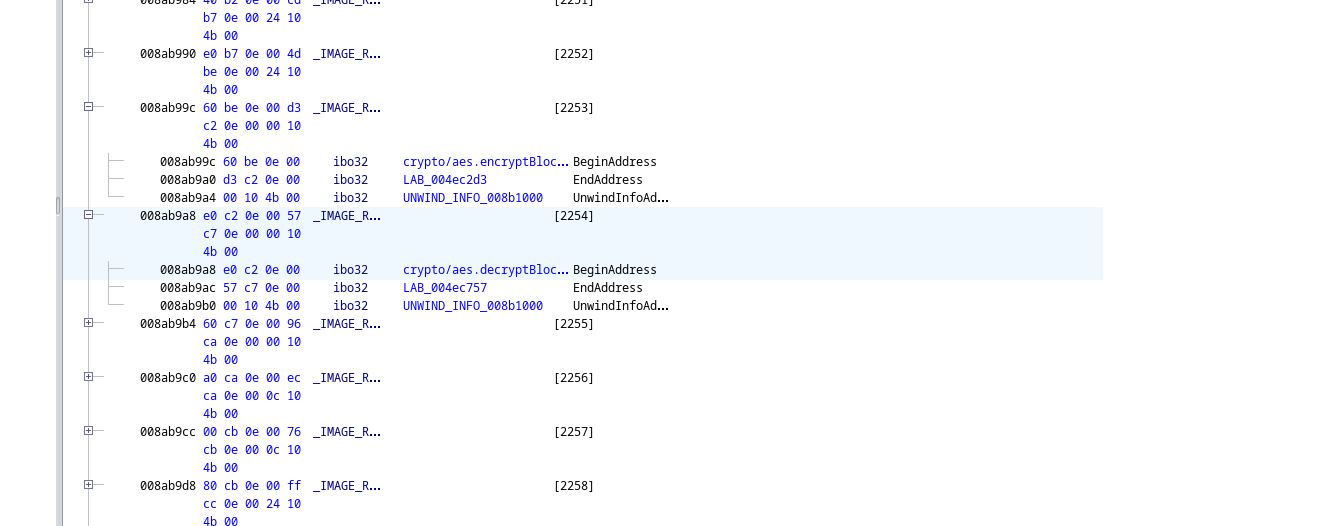 008ab984 40 b2 0e 00 cd _IMAGE_R... [2251]
b7 0e 00 24 10
4b 00
008ab990 e0 b7 0e 00 4d _IMAGE_R... [2252]
be 0e 00 24 10
4b 00
008ab99c 60 be 0e 00 d3 _IMAGE_R... [2253]
c2 0e 00 00 10
4b 00
008ab99c 60 be 0e 00 ibo32 crypto/aes.encryptBloc... BeginAddress
008ab9a0 d3 c2 0e 00 ibo32 LAB_004ec2d3 EndAddress
008ab9a4 00 10 4b 00 ibo32 UNWIND_INFO_008b1000 UnwindInfoAd...
008ab9a8 e0 c2 0e 00 57 _IMAGE_R... [2254]
c7 0e 00 00 10
4b 00
008ab9a8 e0 c2 0e 00 ibo32 crypto/aes.decryptBloc... BeginAddress
008ab9ac 57 c7 0e 00 ibo32 LAB_004ec757 EndAddress
008ab9b0 00 10 4b 00 ibo32 UNWIND_INFO_008b1000 UnwindInfoAd...
008ab9b4 60 c7 0e 00 96 _IMAGE_R... [2255]
ca 0e 00 00 10
4b 00
008ab9c0 a0 ca 0e 00 ec _IMAGE_R... [2256]
ca 0e 00 0c 10
4b 00
008ab9cc 00 cb 0e 00 76 _IMAGE_R... [2257]
cb 0e 00 0c 10
4b 00
008ab9d8 80 cb 0e 00 ff _IMAGE_R... [2258]
cc 0e 00 24 10
4b 00